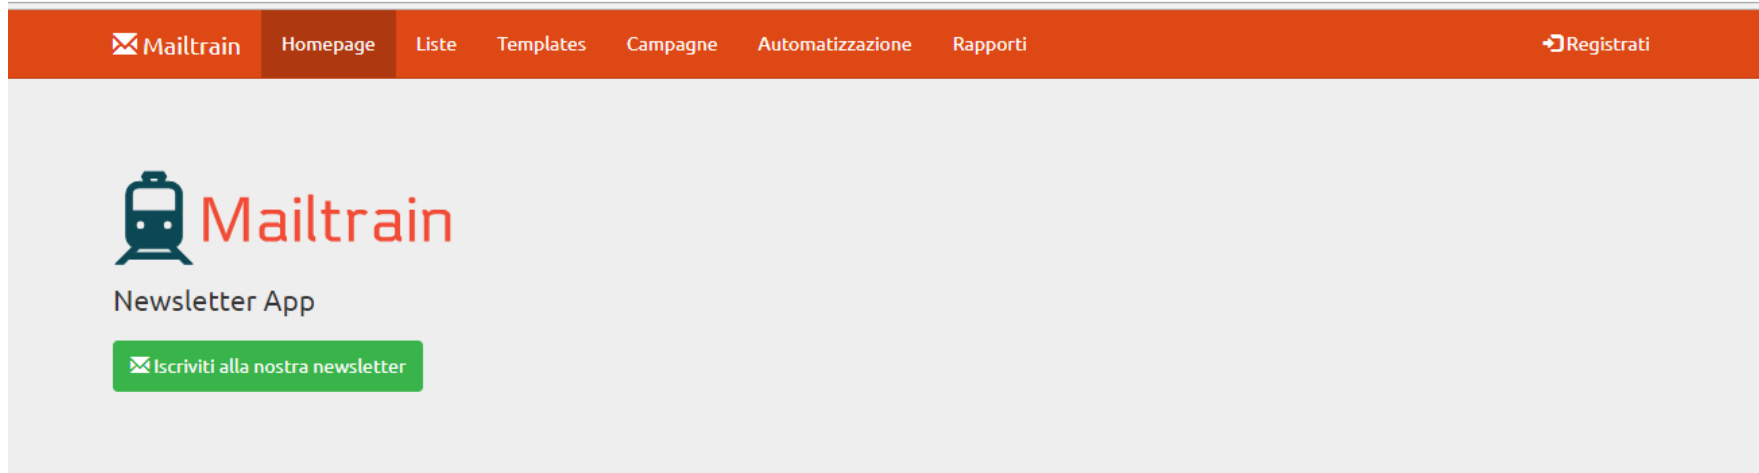 Mailtrain Homepage Liste Templates Campagne Automatizzazione Rapporti Registrati
Mailtrain
Newsletter App
Iscriviti alla nostra newsletter